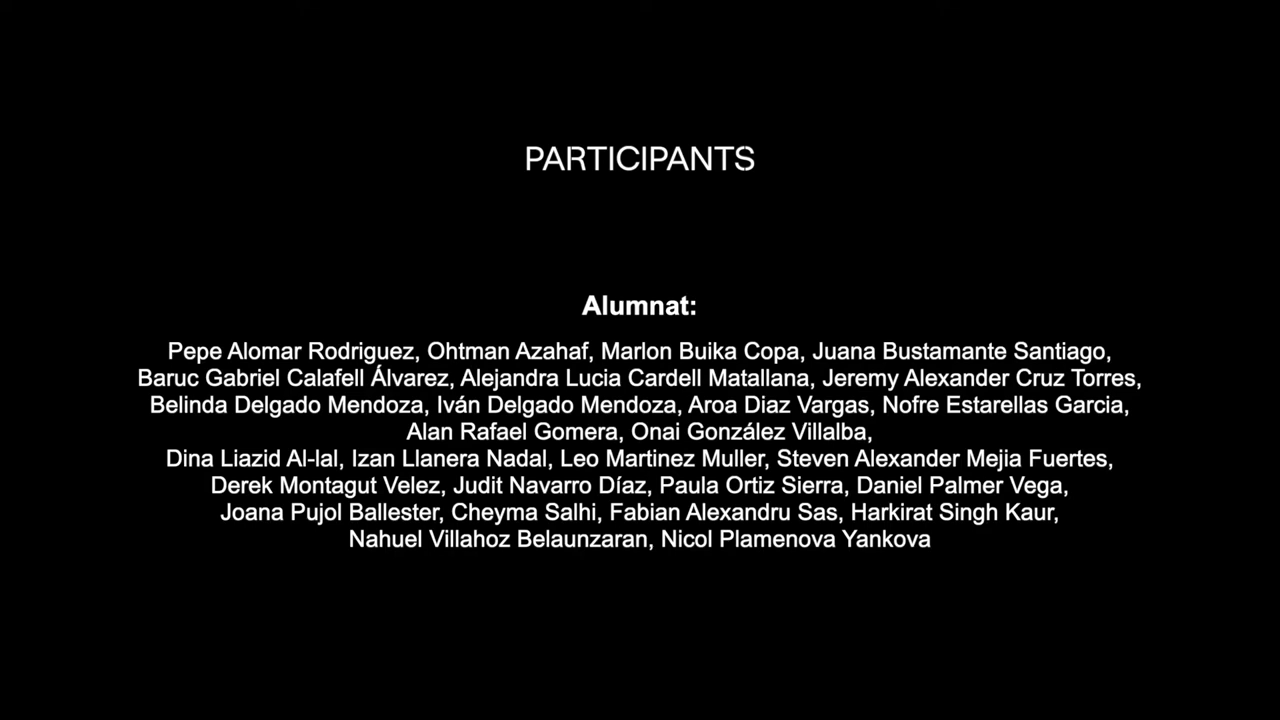 PARTICIPANTS
Alumnat:
Pepe Alomar Rodriguez, Ohtman Azahaf, Marlon Buika Copa, Juana Bustamante Santiago,
Baruc Gabriel Calafell Álvarez, Alejandra Lucia Cardell Matallana, Jeremy Alexander Cruz Torres,
Belinda Delgado Mendoza, Iván Delgado Mendoza, Aroa Diaz Vargas, Nofre Estarellas Garcia,
Alan Rafael Gomera, Onai González Villalba,
Dina Liazid Al-lal, Izan Llanera Nadal, Leo Martinez Muller, Steven Alexander Mejia Fuertes,
Derek Montagut Velez, Judit Navarro Díaz, Paula Ortiz Sierra, Daniel Palmer Vega,
Joana Pujol Ballester, Cheyma Salhi, Fabian Alexandru Sas, Harkirat Singh Kaur,
Nahuel Villahoz Belaunzaran, Nicol Plamenova Yankova